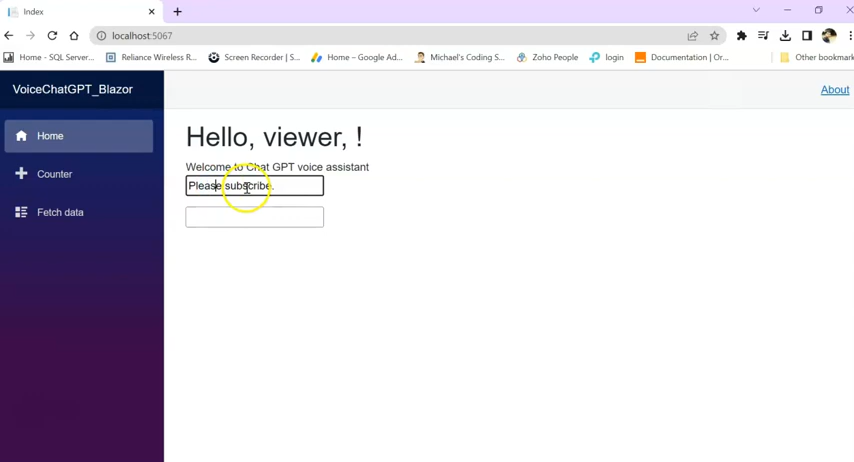 Index
localhost:5067
Home - SQL Server...
Reliance Wireless R...
Screen Recorder | S...
Home – Google Ad...
Michael's Coding S...
Zoho People
login
Documentation | Or...
Other bookmark
VoiceChatGPT_Blazor
About
Home
Counter
Fetch data
Hello, viewer, !
Welcome to Chat GPT voice assistant
Please subscribe.